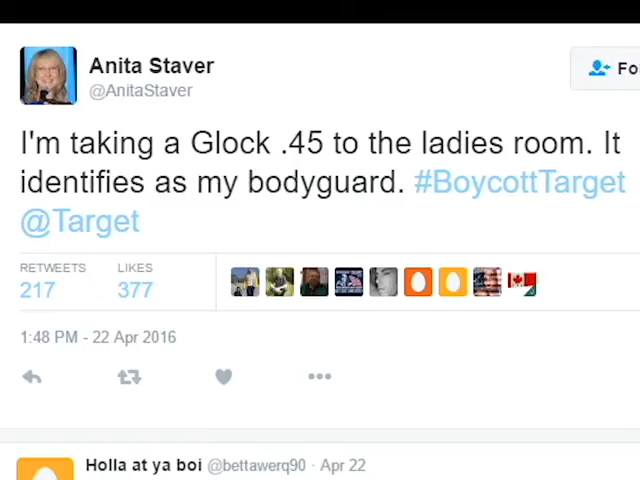 Anita Staver
@AnitaStaver
Fo
I'm taking a Glock .45 to the ladies room. It
identifies as my bodyguard. #BoycottTarget
@Target
RETWEETS LIKES
217 377
1:48 PM - 22 Apr 2016
Holla at ya boi @bettawerq90 · Apr 22